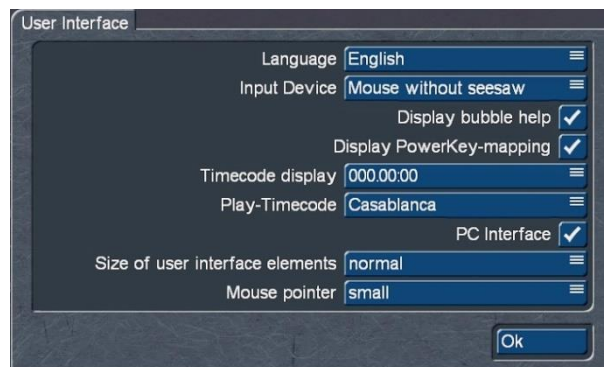 User Interface
Language English
Input Device Mouse without seesaw
Display bubble help
Display PowerKey-mapping
Timecode display 000.00:00
Play-Timecode Casablanca
PC Interface
Size of user interface elements normal
Mouse pointer small
Ok